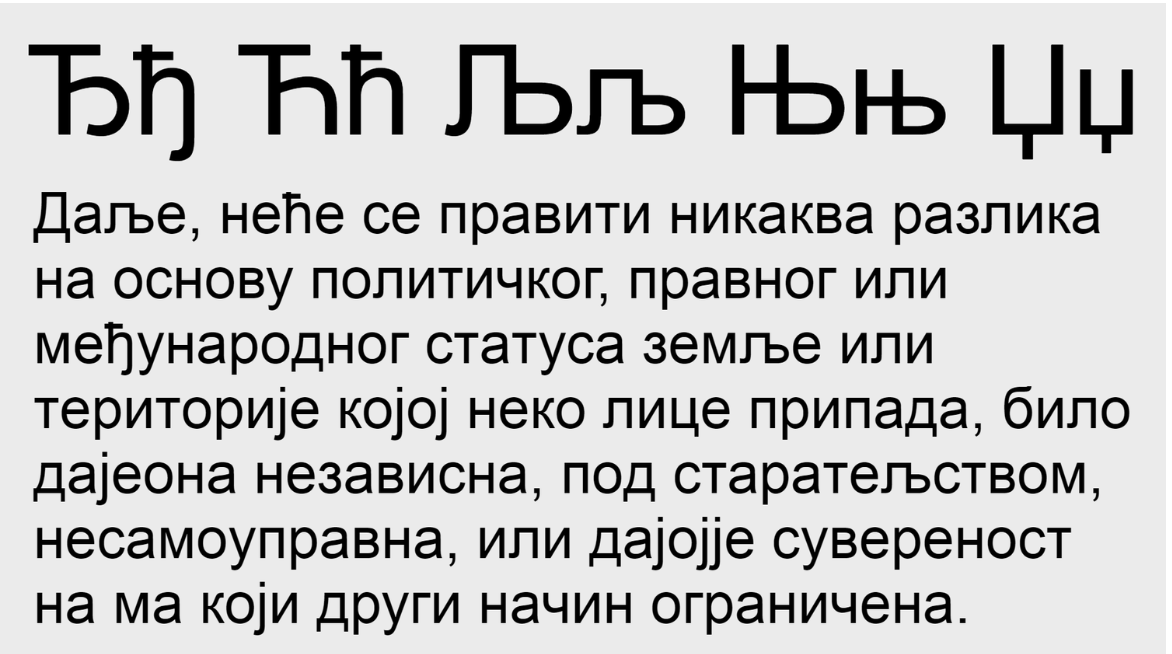 Ђђ Ћћ Љљ Њњ Џџ
Даље, неће се правити никаква разлика
на основу политичког, правног или
међународног статуса земље или
територије којој неко лице припада, било
дајеона независна, под старатељством,
несамоуправна, или дајојје сувереност
на ма који други начин ограничена.